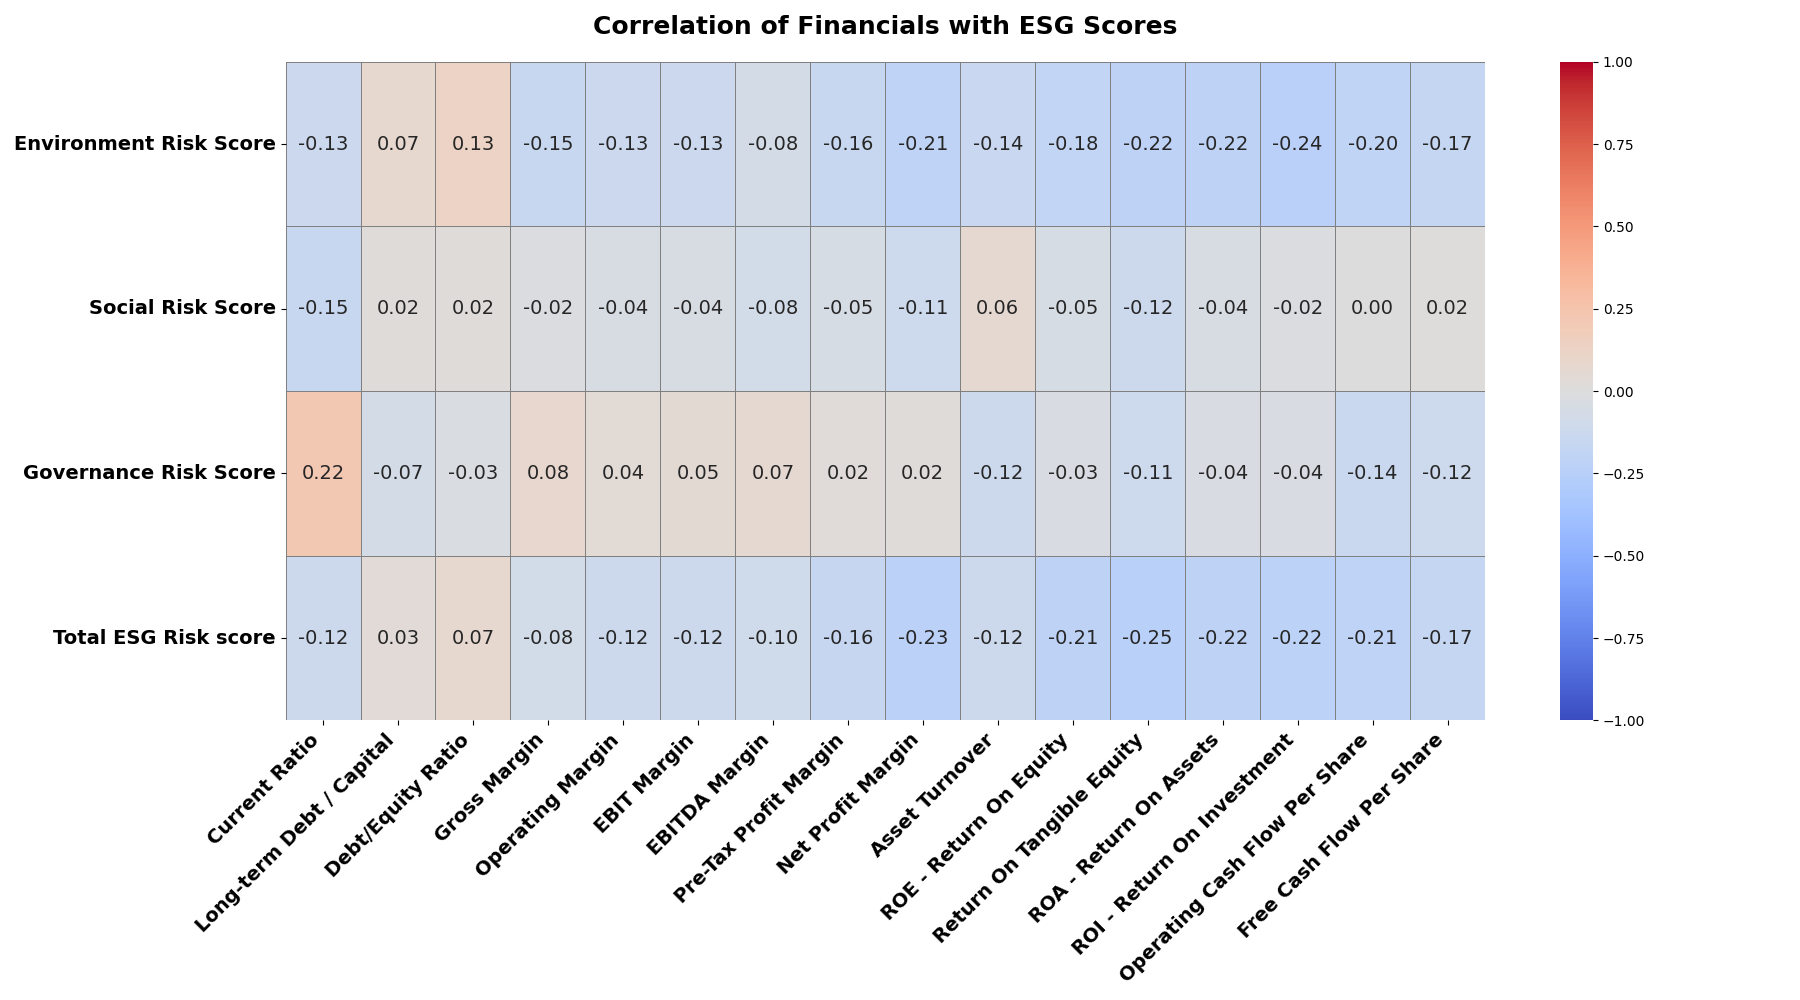 Correlation of Financials with ESG Scores
Environment Risk Score -0.13 0.07 0.13 -0.15 -0.13 -0.13 -0.08 -0.16 -0.21 -0.14 -0.18 -0.22 -0.22 -0.24 -0.20 -0.17
Social Risk Score -0.15 0.02 0.02 -0.02 -0.04 -0.04 -0.08 -0.05 -0.11 0.06 -0.05 -0.12 -0.04 -0.02 0.00 0.02
Governance Risk Score 0.22 -0.07 -0.03 0.08 0.04 0.05 0.07 0.02 0.02 -0.12 -0.03 -0.11 -0.04 -0.04 -0.14 -0.12
Total ESG Risk score -0.12 0.03 0.07 -0.08 -0.12 -0.12 -0.10 -0.16 -0.23 -0.12 -0.21 -0.25 -0.22 -0.22 -0.21 -0.17
Current Ratio
Long-term Debt / Capital
Debt/Equity Ratio
Gross Margin
Operating Margin
EBIT Margin
EBITDA Margin
Pre-Tax Profit Margin
Net Profit Margin
Asset Turnover
ROE - Return On Equity
Return On Tangible Equity
ROA - Return On Assets
ROI - Return On Investment
Operating Cash Flow Per Share
Free Cash Flow Per Share
1.00
0.75
0.50
0.25
0.00
−0.25
−0.50
−0.75
−1.00